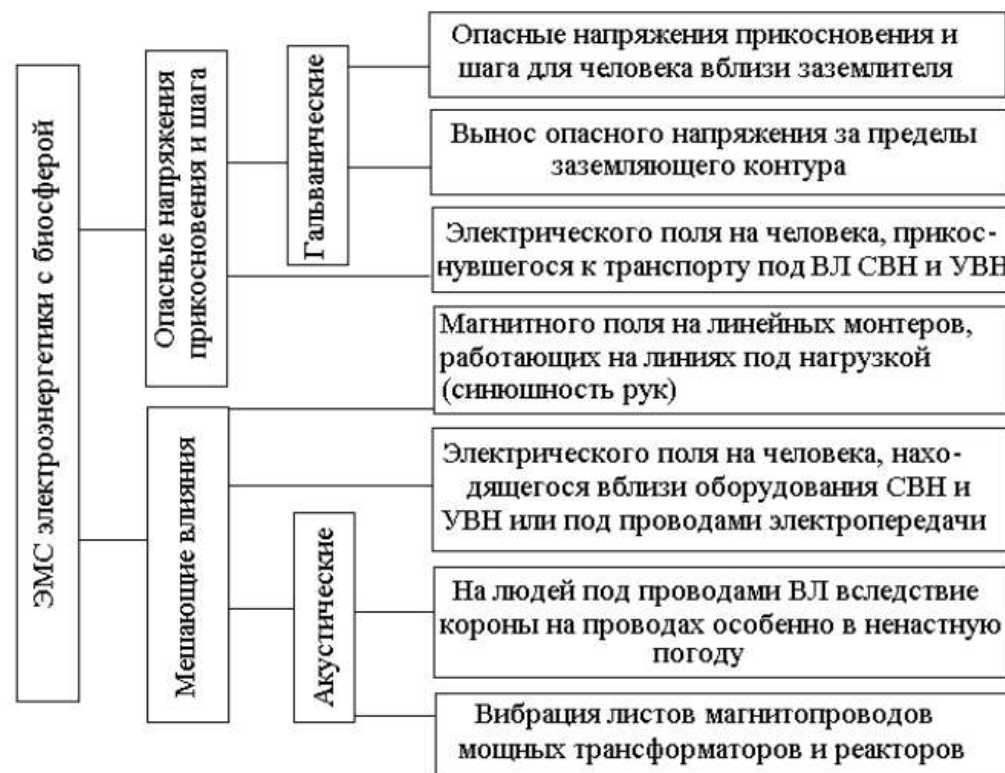 ЭМС электроэнергетики с биосферой
Опасные напряжения
прикосновения и шага
Гальванические
Опасные напряжения прикосновения и
шага для человека вблизи заземлителя
Вынос опасного напряжения за пределы
заземляющего контура
Электрического поля на человека, прикос-
нувшегося к транспорту под ВЛ СВН и УВН
Мешающие влияния
Магнитного поля на линейных монтеров,
работающих на линиях под нагрузкой
(синюшность рук)
Электрического поля на человека, нахо-
дящегося вблизи оборудования СВН и
УВН или под проводами электропередачи
Акустические
На людей под проводами ВЛ вследствие
короны на проводах особенно в ненастную
погоду
Вибрация листов магнитопроводов
мощных трансформаторов и реакторов